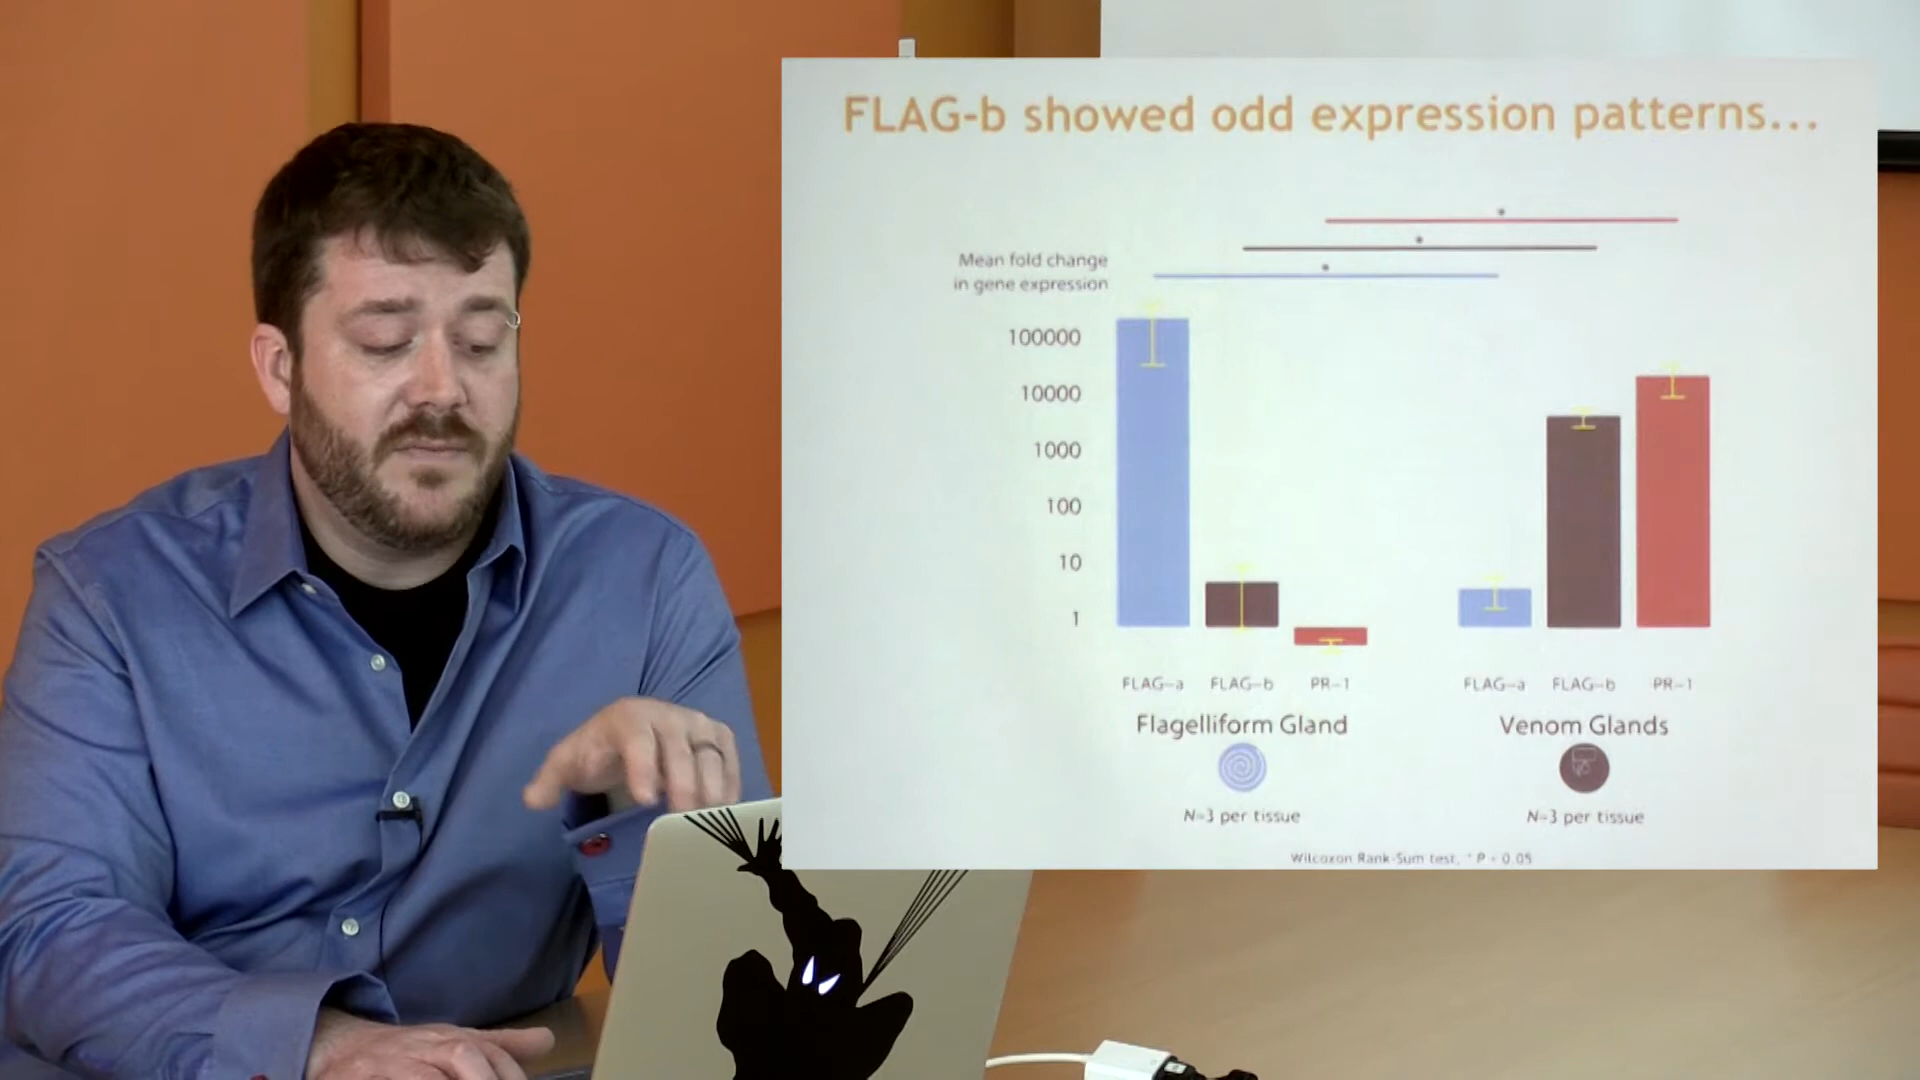 FLAG-b showed odd expression patterns...
Mean fold change
in gene expression
100000
10000
1000
100
10
1
FLAG-a FLAG-b PR-1 FLAG-a FLAG-b PR-1
Flagelliform Gland Venom Glands
N=3 per tissue N=3 per tissue
Wilcoxon Rank-Sum test, * P < 0.05